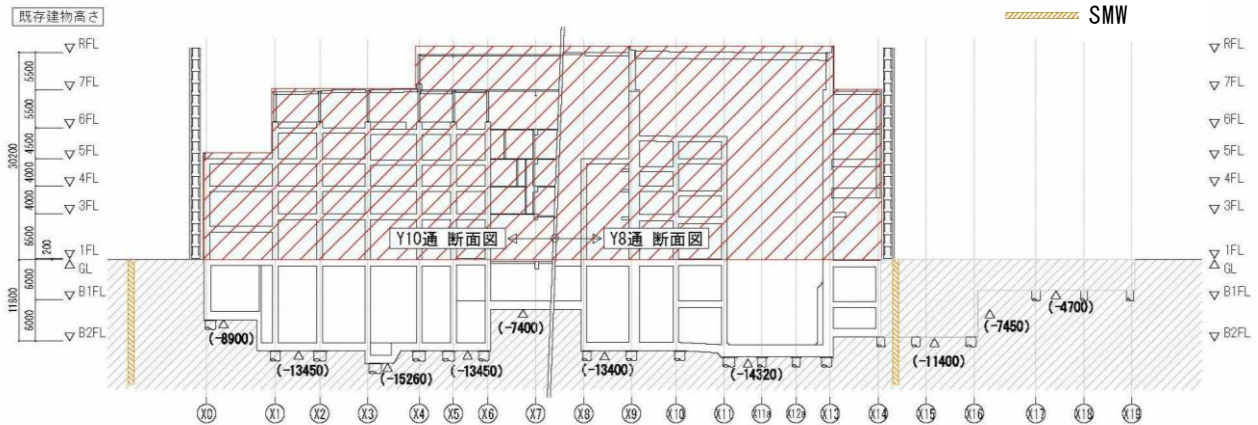 既存建物高さ
SMW
RFL
7FL
6FL
5FL
4FL
3FL
1FL
GL
B1FL
B2FL
5500
5500
4500
4000
4000
6500
200
30200
6000
6000
11800
RFL
7FL
6FL
5FL
4FL
3FL
1FL
GL
B1FL
B2FL
Y10通 断面図
Y8通 断面図
(-8900)
(-13450)
(-15260)
(-13450)
(-7400)
(-13400)
(-14320)
(-11400)
(-7450)
(-4700)
X0 X1 X2 X3 X4 X5 X6 X7 X8 X9 X10 X11 X11a X12a X13 X14 X15 X16 X17 X18 X19